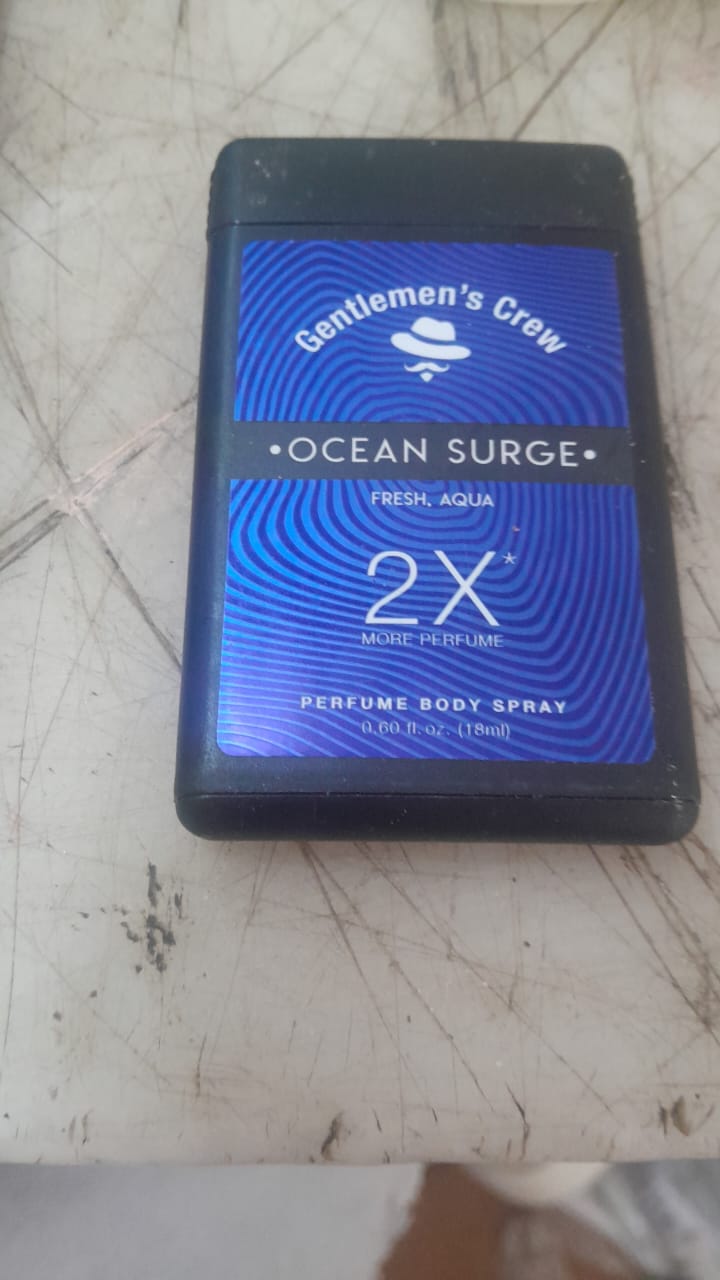 Gentlemen's Crew
•OCEAN SURGE•
FRESH, AQUA
2X*
MORE PERFUME
PERFUME BODY SPRAY
0.60 fl. oz. (18ml)